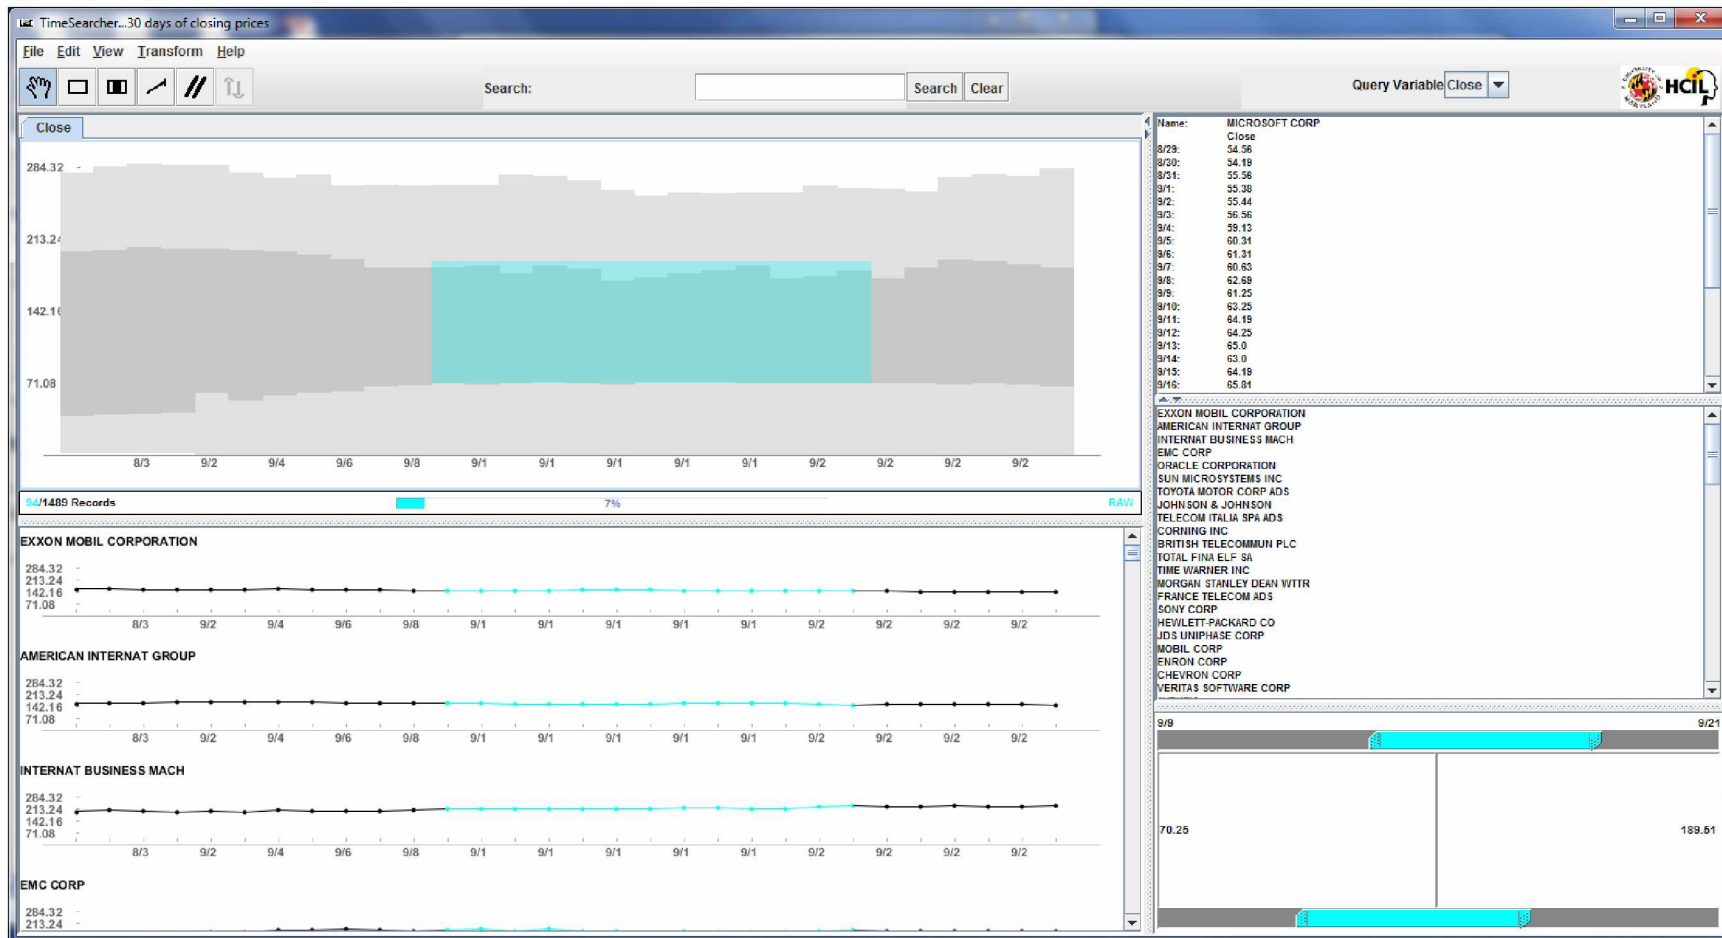 TimeSearcher...30 days of closing prices
File Edit View Transform Help
Search: Search Clear Query Variable Close
UNIVERSITY OF MARYLAND HCIL
Close
284.32
213.24
142.16
71.08
8/3 9/2 9/4 9/6 9/8 9/1 9/1 9/1 9/1 9/1 9/2 9/2 9/2 9/2
94/1489 Records 7% RAW
EXXON MOBIL CORPORATION
284.32
213.24
142.16
71.08
8/3 9/2 9/4 9/6 9/8 9/1 9/1 9/1 9/1 9/1 9/2 9/2 9/2 9/2
AMERICAN INTERNAT GROUP
284.32
213.24
142.16
71.08
8/3 9/2 9/4 9/6 9/8 9/1 9/1 9/1 9/1 9/1 9/2 9/2 9/2 9/2
INTERNAT BUSINESS MACH
284.32
213.24
142.16
71.08
8/3 9/2 9/4 9/6 9/8 9/1 9/1 9/1 9/1 9/1 9/2 9/2 9/2 9/2
EMC CORP
284.32
213.24
Name: MICROSOFT CORP
Close
8/29: 54.56
8/30: 54.19
8/31: 55.56
9/1: 55.38
9/2: 55.44
9/3: 56.56
9/4: 59.13
9/5: 60.31
9/6: 61.31
9/7: 60.63
9/8: 62.69
9/9: 61.25
9/10: 63.25
9/11: 64.19
9/12: 64.25
9/13: 65.0
9/14: 63.0
9/15: 64.19
9/16: 65.81
EXXON MOBIL CORPORATION
AMERICAN INTERNAT GROUP
INTERNAT BUSINESS MACH
EMC CORP
ORACLE CORPORATION
SUN MICROSYSTEMS INC
TOYOTA MOTOR CORP ADS
JOHNSON & JOHNSON
TELECOM ITALIA SPA ADS
CORNING INC
BRITISH TELECOMMUN PLC
TOTAL FINA ELF SA
TIME WARNER INC
MORGAN STANLEY DEAN WTTR
FRANCE TELECOM ADS
SONY CORP
HEWLETT-PACKARD CO
JDS UNIPHASE CORP
MOBIL CORP
ENRON CORP
CHEVRON CORP
VERITAS SOFTWARE CORP
9/9 9/21
70.25 189.51